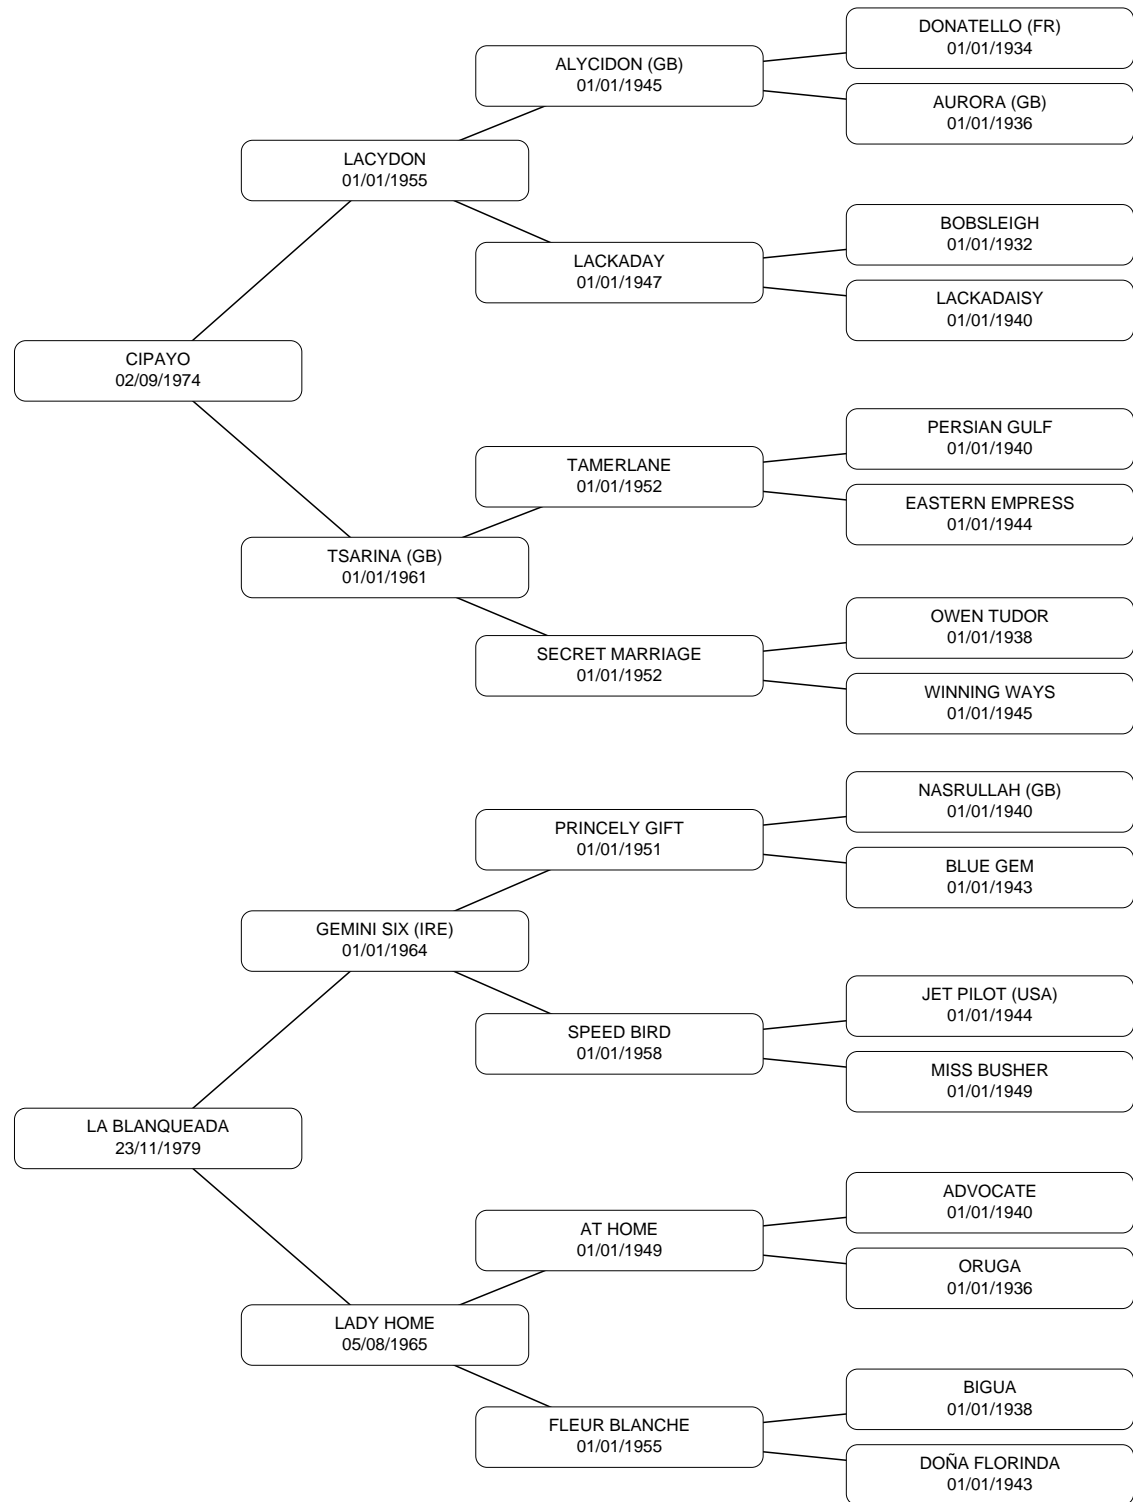 DONATELLO (FR)
01/01/1934
ALYCIDON (GB)
01/01/1945
AURORA (GB)
01/01/1936
LACYDON
01/01/1955
BOBSLEIGH
01/01/1932
LACKADAY
01/01/1947
LACKADAISY
01/01/1940
CIPAYO
02/09/1974
PERSIAN GULF
01/01/1940
TAMERLANE
01/01/1952
EASTERN EMPRESS
01/01/1944
TSARINA (GB)
01/01/1961
OWEN TUDOR
01/01/1938
SECRET MARRIAGE
01/01/1952
WINNING WAYS
01/01/1945
NASRULLAH (GB)
01/01/1940
PRINCELY GIFT
01/01/1951
BLUE GEM
01/01/1943
GEMINI SIX (IRE)
01/01/1964
JET PILOT (USA)
01/01/1944
SPEED BIRD
01/01/1958
MISS BUSHER
01/01/1949
LA BLANQUEADA
23/11/1979
ADVOCATE
01/01/1940
AT HOME
01/01/1949
ORUGA
01/01/1936
LADY HOME
05/08/1965
BIGUA
01/01/1938
FLEUR BLANCHE
01/01/1955
DOÑA FLORINDA
01/01/1943